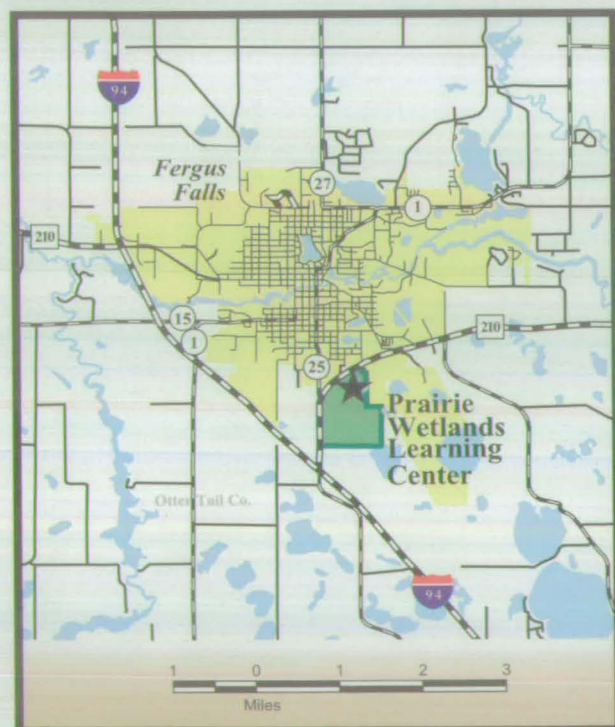 94
Fergus
Falls
27
1
210
15
1
210
25
Prairie
Wetlands
Learning
Center
Otter Tail Co.
94
1 0 1 2 3
Miles